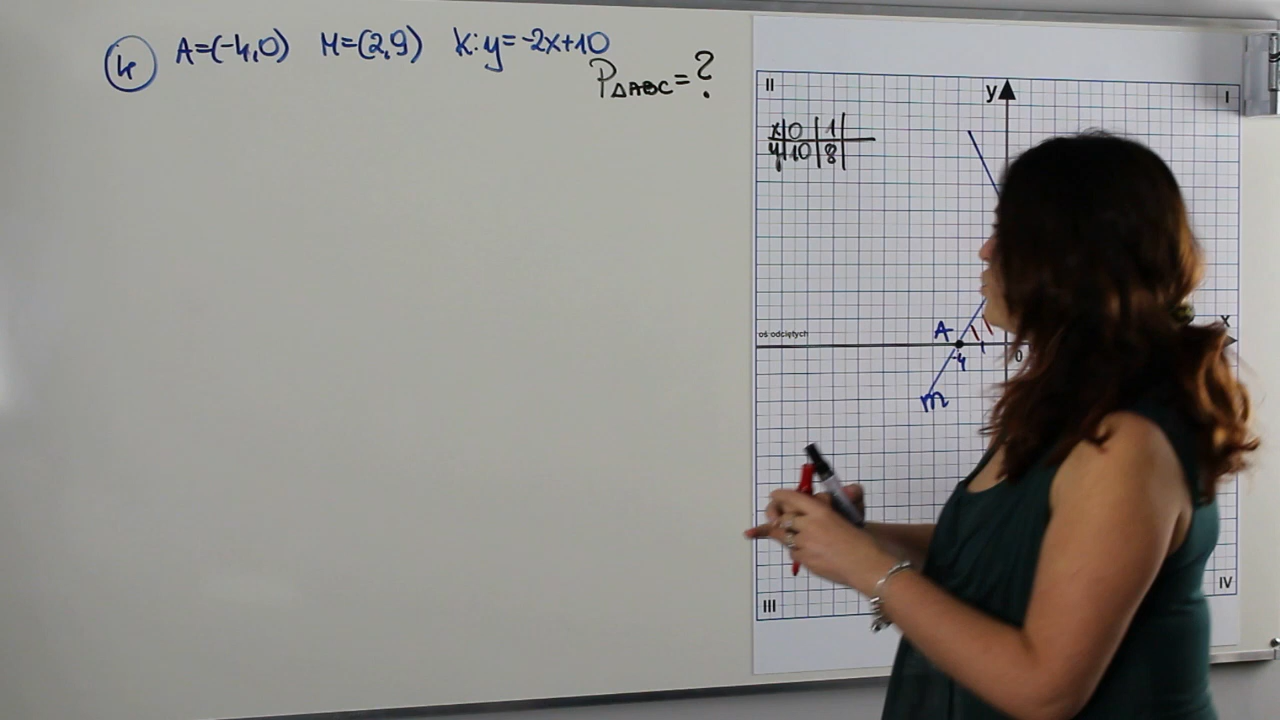 4 A=(-4,0) M=(2,9) k: y=-2x+10
P△ABC=?
II
y
I
x|0|1|
y|10|8|
oś odciętych
A
x
-4
0
m
IV
III